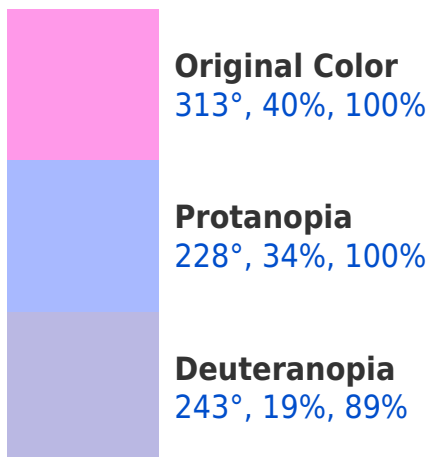 Original Color
313°, 40%, 100%
Protanopia
228°, 34%, 100%
Deuteranopia
243°, 19%, 89%